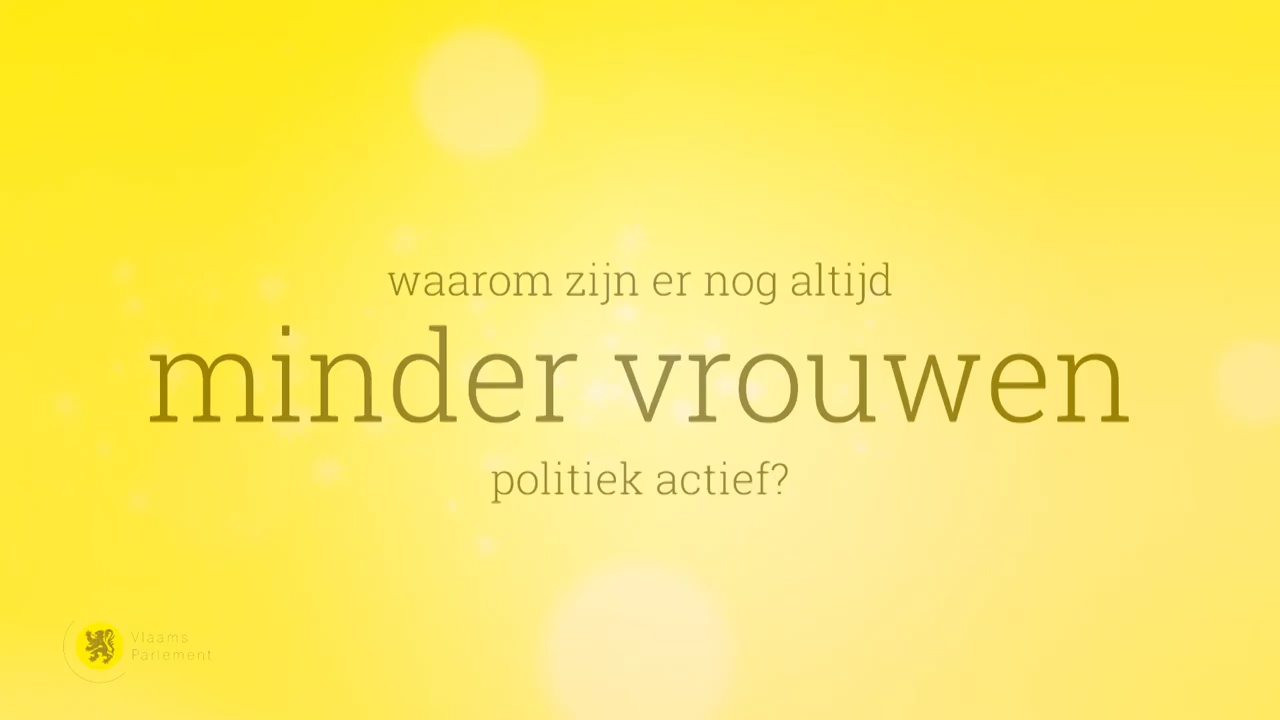 waarom zijn er nog altijd
minder vrouwen
politiek actief?
Vlaams
Parlement